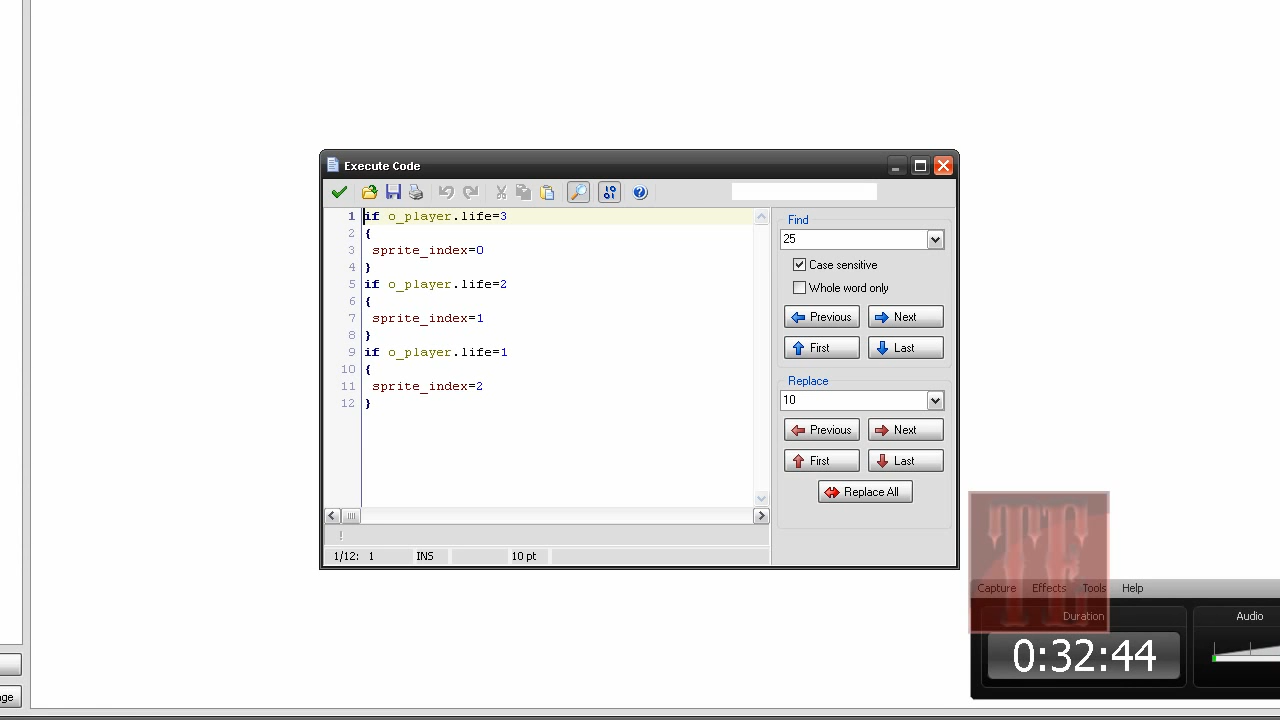 Execute Code
1 if o_player.life=3
2 {
3 sprite_index=0
4 }
5 if o_player.life=2
6 {
7 sprite_index=1
8 }
9 if o_player.life=1
10 {
11 sprite_index=2
12 }
!
1/12: 1 INS 10 pt
Find
25
Case sensitive
Whole word only
Previous Next
First Last
Replace
10
Previous Next
First Last
Replace All
ge
Capture Effects Tools Help
Duration Audio
0:32:44